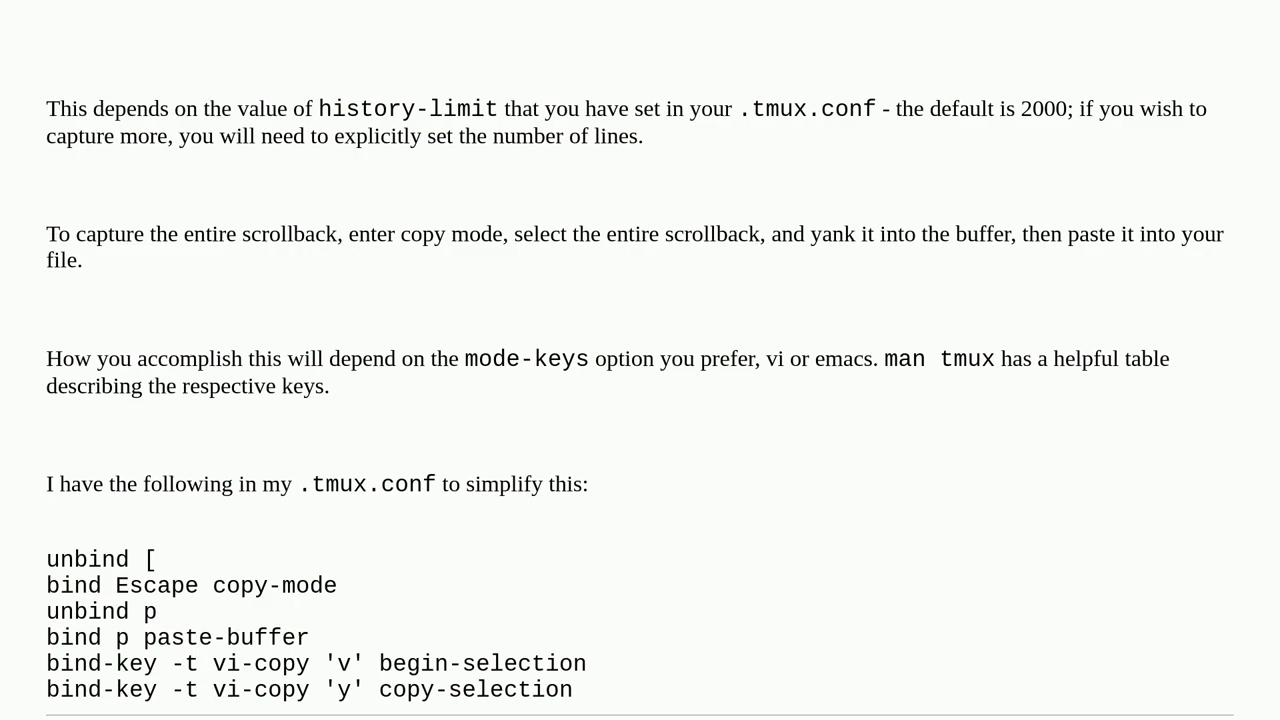 This depends on the value of history-limit that you have set in your .tmux.conf - the default is 2000; if you wish to
capture more, you will need to explicitly set the number of lines.
To capture the entire scrollback, enter copy mode, select the entire scrollback, and yank it into the buffer, then paste it into your
file.
How you accomplish this will depend on the mode-keys option you prefer, vi or emacs. man tmux has a helpful table
describing the respective keys.
I have the following in my .tmux.conf to simplify this:
unbind [
bind Escape copy-mode
unbind p
bind p paste-buffer
bind-key -t vi-copy 'v' begin-selection
bind-key -t vi-copy 'y' copy-selection